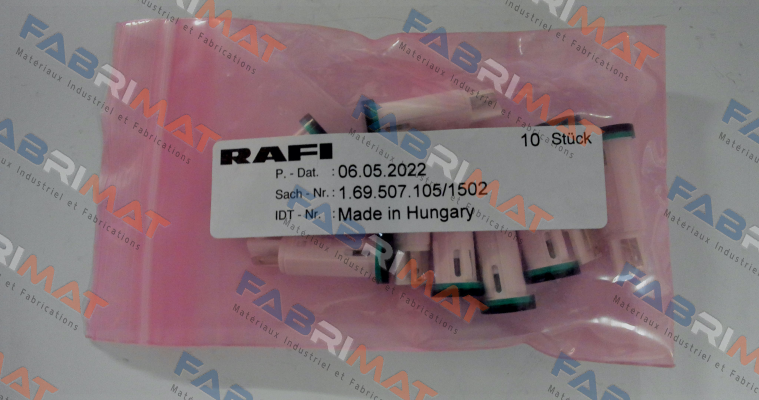 RAFI
10 Stück
P. - Dat. : 06.05.2022
Sach - Nr. : 1.69.507.105/1502
IDT - Nr. : Made in Hungary
FABRIMAT
Materiaux Industriel et Fabrications